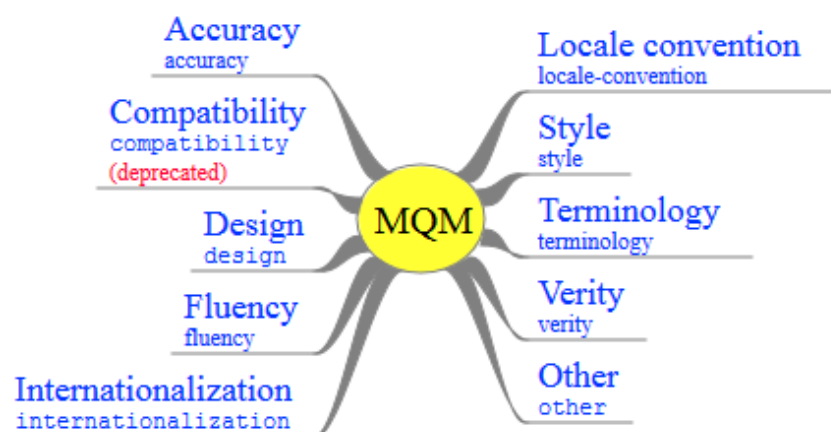 Accuracy
accuracy
Compatibility
compatibility
(deprecated)
Design
design
Fluency
fluency
Internationalization
internationalization
MQM
Locale convention
locale-convention
Style
style
Terminology
terminology
Verity
verity
Other
other